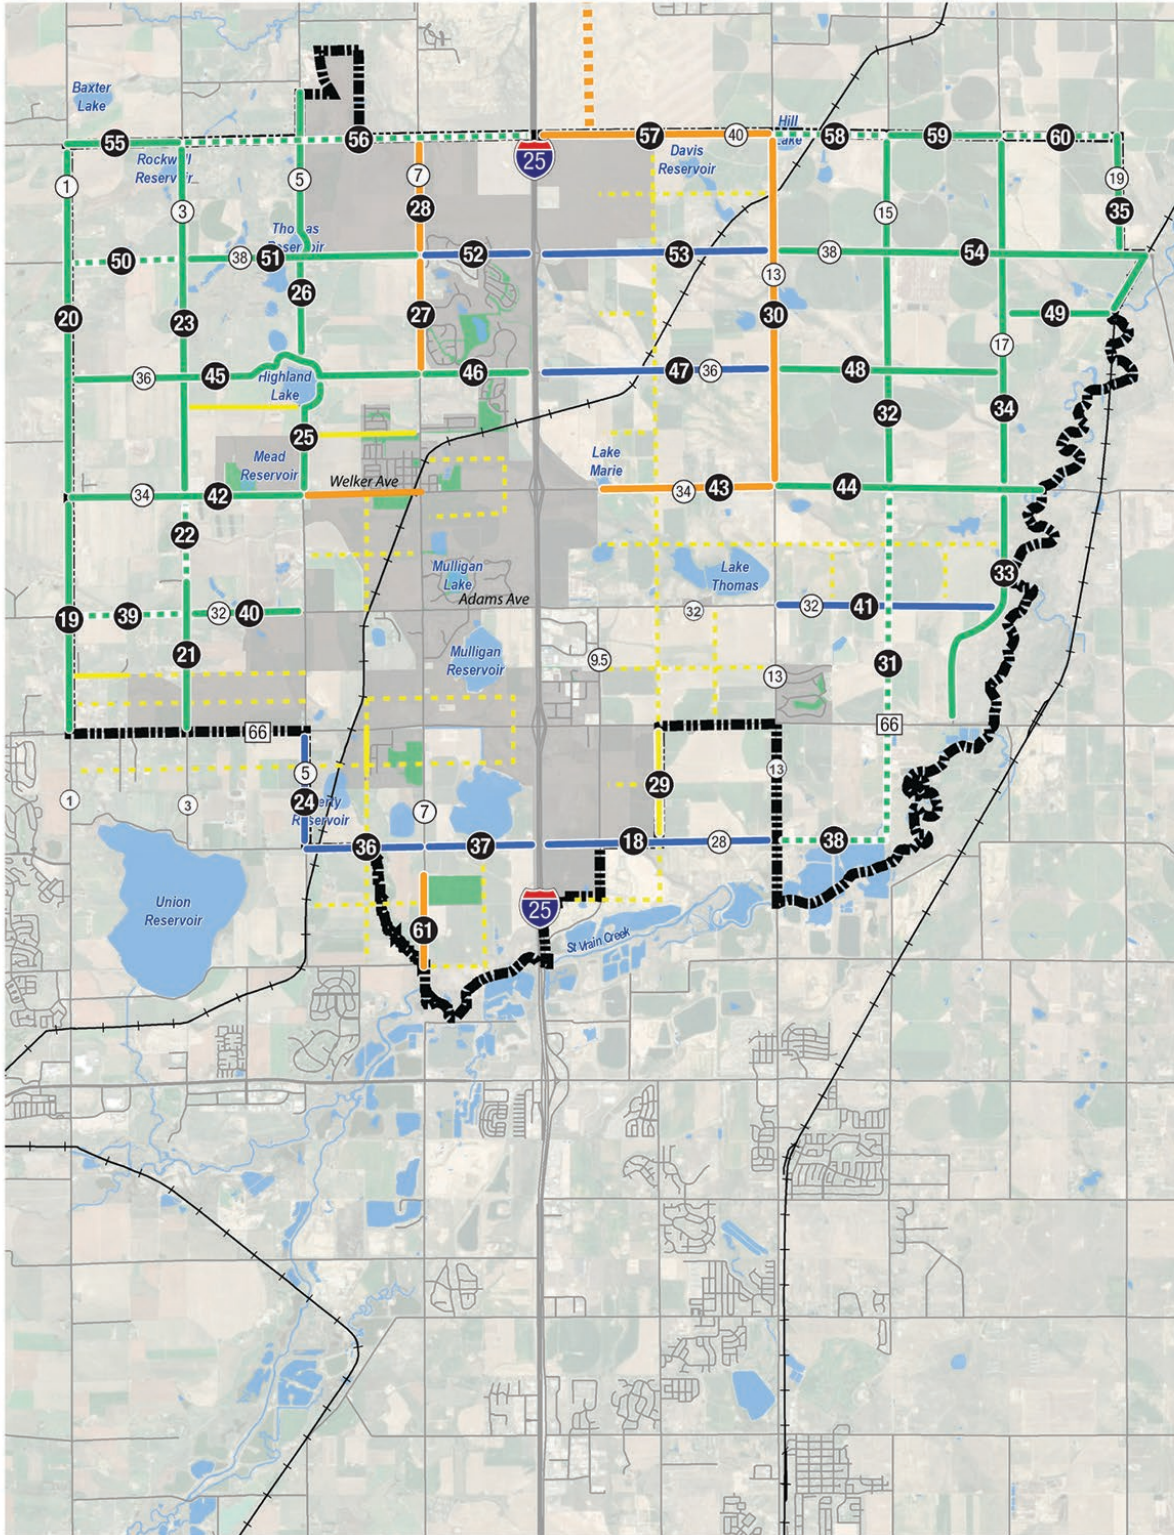 Baxter
Lake
55
56
57
40
Hill
Lake
58
59
60
25
Rockwell
Reservoir
Davis
Reservoir
1
5
7
19
3
28
15
35
Thomas
Reservoir
50
38
51
52
53
38
54
13
26
20
23
27
30
49
17
36
45
46
47
36
48
Highland
Lake
32
34
25
Mead
Reservoir
Lake
Marie
Welker Ave
34
42
34
43
44
22
Mulligan
Lake
Lake
Thomas
33
Adams Ave
19
39
32
40
32
32
41
21
Mulligan
Reservoir
9.5
31
13
66
66
5
29
13
1
3
24
7
Reservoir
36
37
18
28
38
Union
Reservoir
25
61
St Vrain Creek